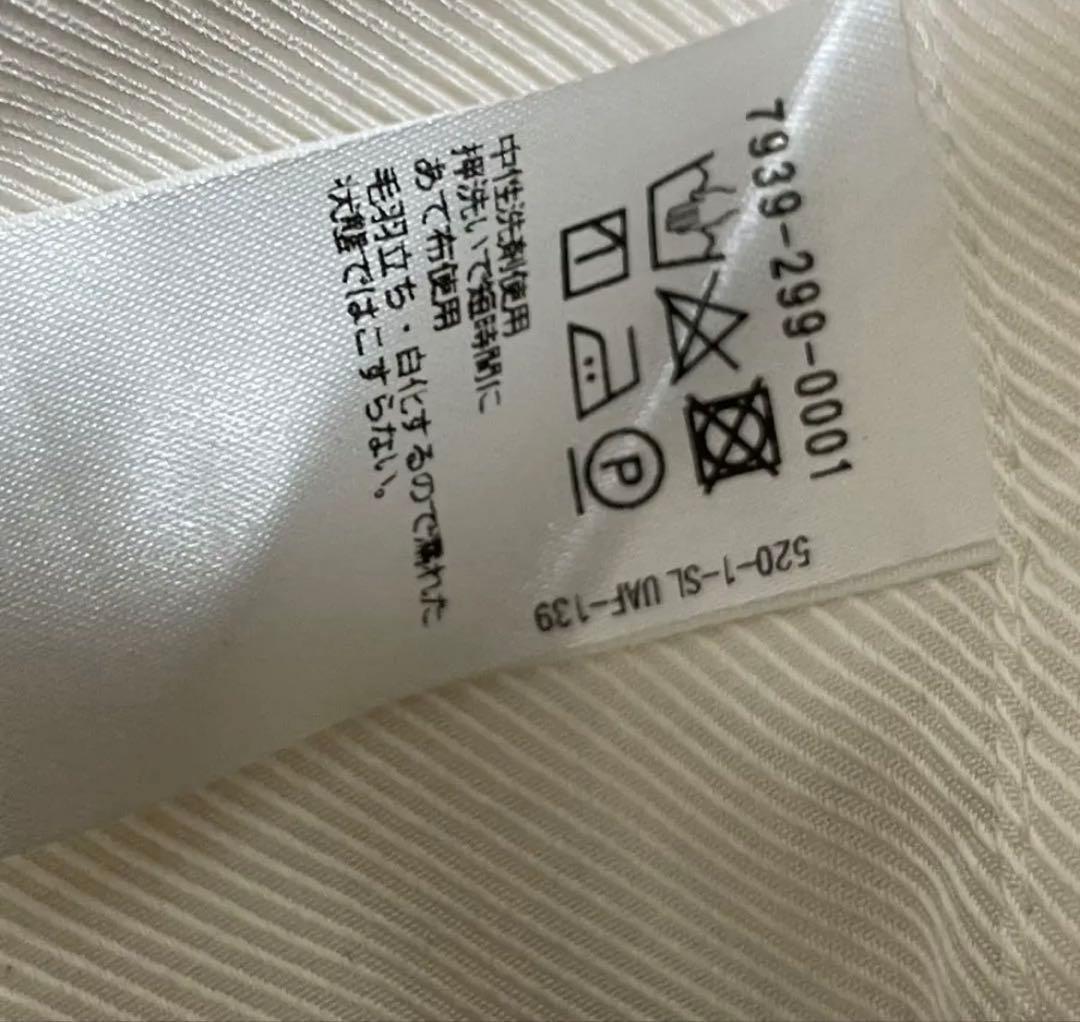 7939-299-0001
P
中性洗剤使用
押洗いで短時間に
あて布使用
毛羽立ち・白化するので濡れた
状態ではこすらない。
520-1-SL UAF-139